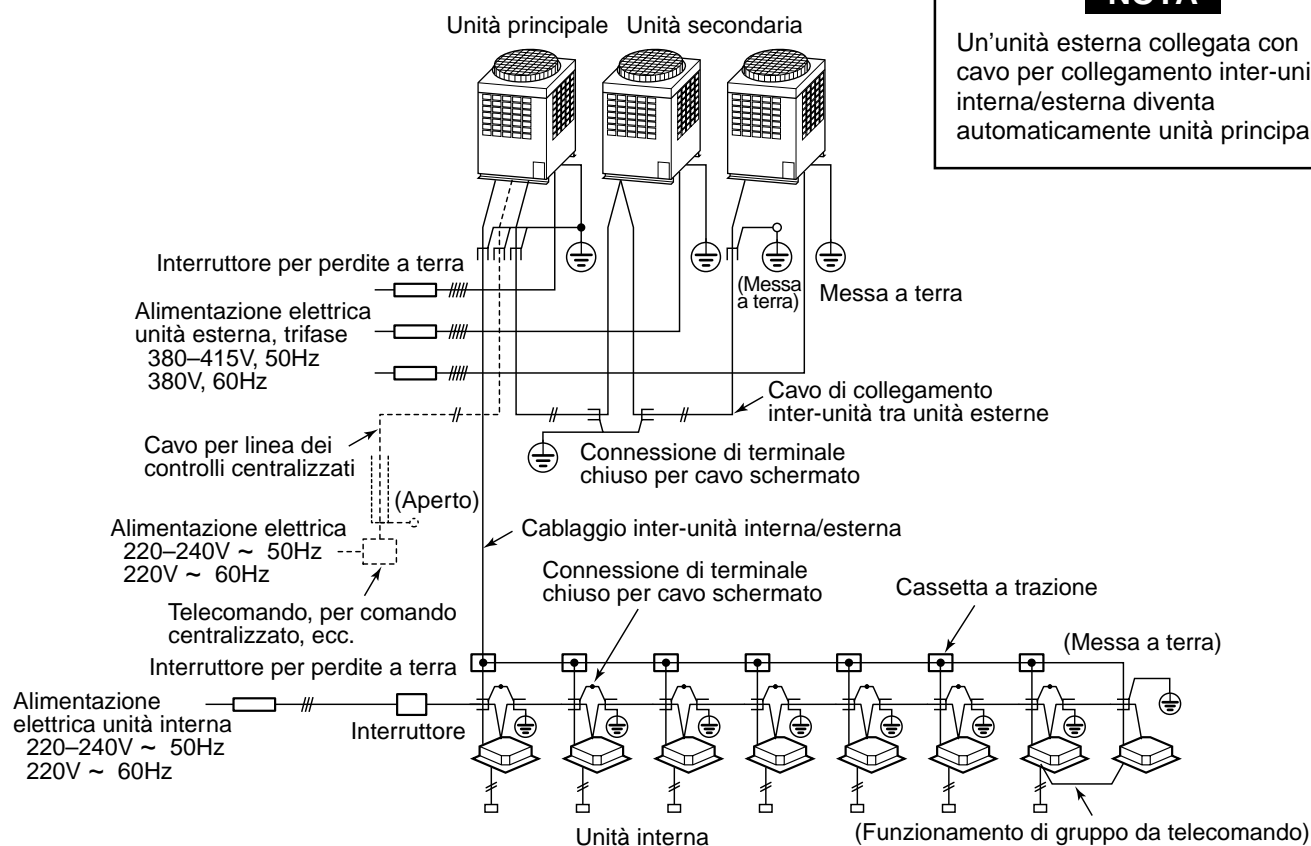 Unità principale
Unità secondaria
NOTA
Un'unità esterna collegata con
cavo per collegamento inter-uni
interna/esterna diventa
automaticamente unità principa
Interruttore per perdite a terra
(Messa
a terra)
Messa a terra
Alimentazione elettrica
unità esterna, trifase
380–415V, 50Hz
380V, 60Hz
Cavo di collegamento
inter-unità tra unità esterne
Cavo per linea dei
controlli centralizzati
Connessione di terminale
chiuso per cavo schermato
(Aperto)
Alimentazione elettrica
220–240V ~ 50Hz
220V ~ 60Hz
Cablaggio inter-unità interna/esterna
Connessione di terminale
chiuso per cavo schermato
Cassetta a trazione
Telecomando, per comando
centralizzato, ecc.
(Messa a terra)
Interruttore per perdite a terra
Alimentazione
elettrica unità interna
220–240V ~ 50Hz
220V ~ 60Hz
Interruttore
Unità interna
(Funzionamento di gruppo da telecomando)